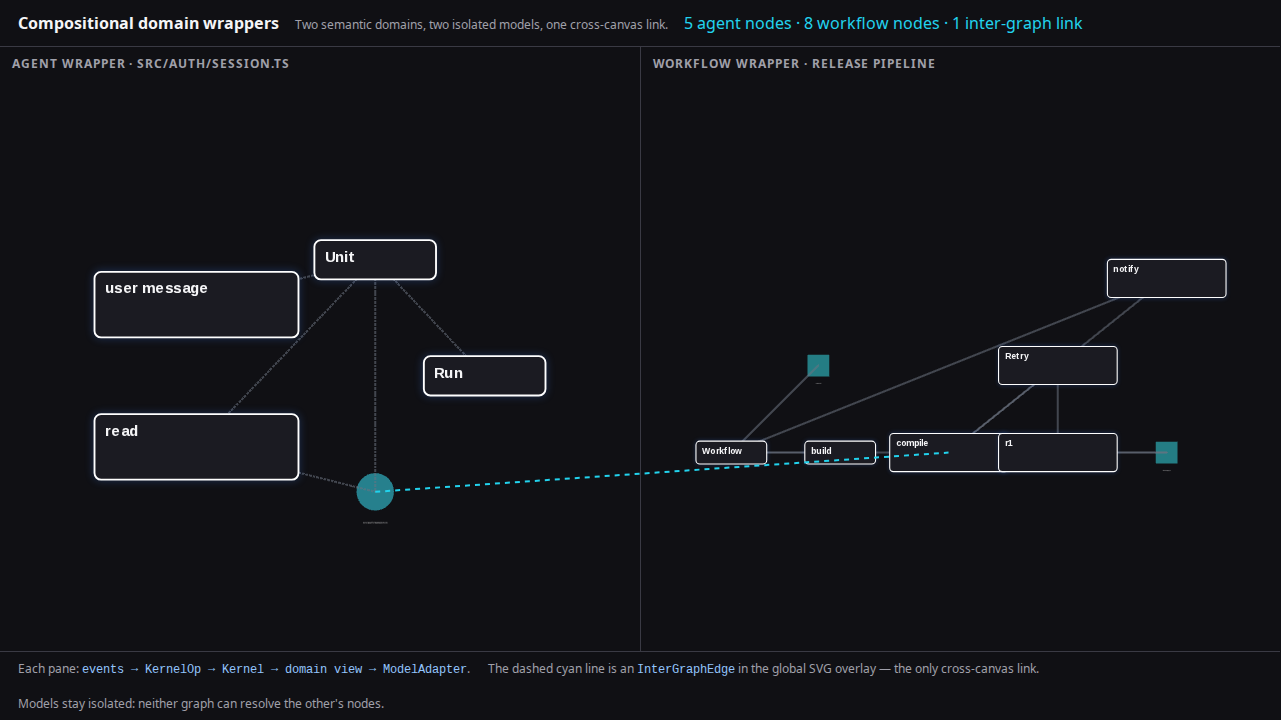 Compositional domain wrappers Two semantic domains, two isolated models, one cross-canvas link. 5 agent nodes · 8 workflow nodes · 1 inter-graph link
AGENT WRAPPER · SRC/AUTH/SESSION.TS
WORKFLOW WRAPPER · RELEASE PIPELINE
Unit
user message
Run
read
notify
Retry
Workflow
build
compile
r1
Each pane: events → KernelOp → Kernel → domain view → ModelAdapter. The dashed cyan line is an InterGraphEdge in the global SVG overlay — the only cross-canvas link.
Models stay isolated: neither graph can resolve the other's nodes.